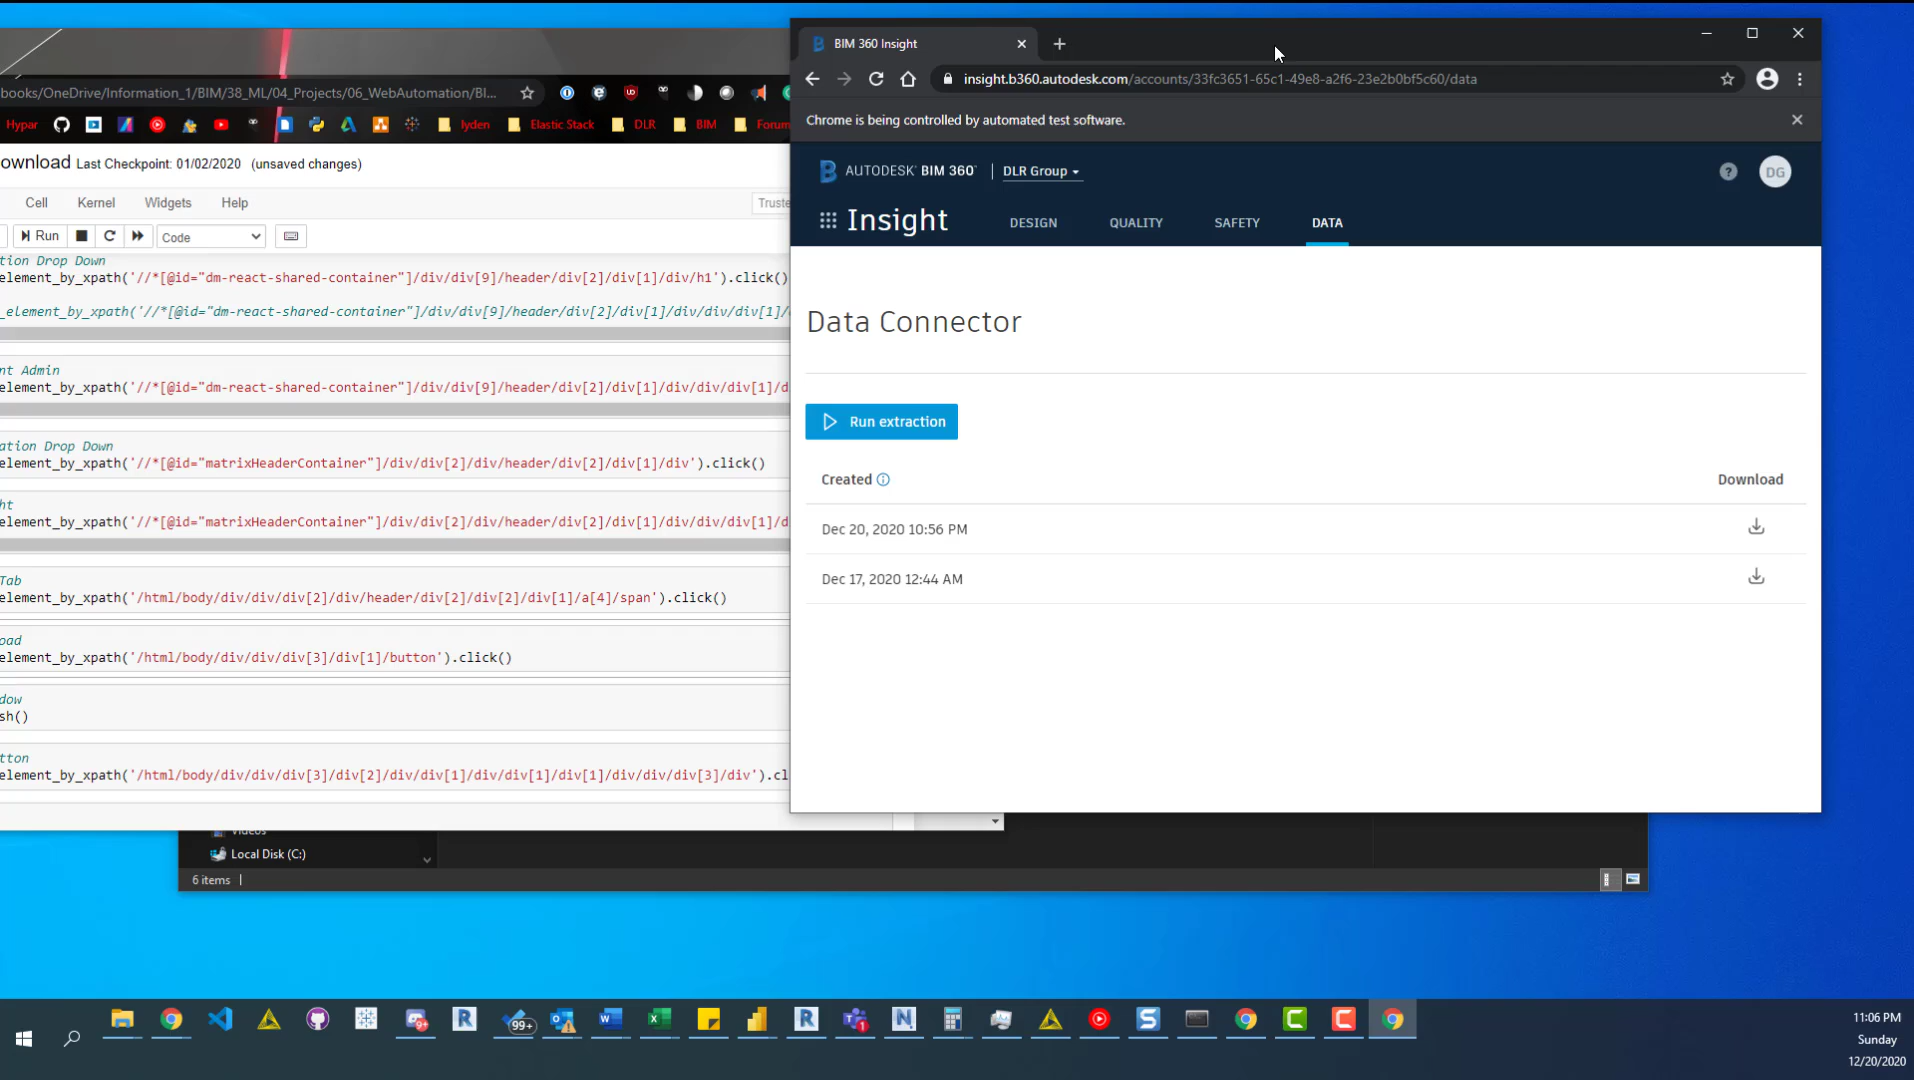 books/OneDrive/Information_1/BIM/38_ML/04_Projects/06_WebAutomation/BI...
Hypar
lyden
Elastic Stack
DLR
BIM
Forum
ownload Last Checkpoint: 01/02/2020 (unsaved changes)
Cell Kernel Widgets Help
Truste
Run
Code
tion Drop Down
element_by_xpath('//*[@id="dm-react-shared-container"]/div/div[9]/header/div[2]/div[1]/div/h1').click()
_element_by_xpath('//*[@id="dm-react-shared-container"]/div/div[9]/header/div[2]/div[1]/div/div/div[1]/
nt Admin
element_by_xpath('//*[@id="dm-react-shared-container"]/div/div[9]/header/div[2]/div[1]/div/div/div[1]/d
ation Drop Down
element_by_xpath('//*[@id="matrixHeaderContainer"]/div/div[2]/div/header/div[2]/div[1]/div').click()
ht
element_by_xpath('//*[@id="matrixHeaderContainer"]/div/div[2]/div/header/div[2]/div[1]/div/div/div[1]/d
Tab
element_by_xpath('/html/body/div/div/div[2]/div/header/div[2]/div[2]/div[1]/a[4]/span').click()
oad
element_by_xpath('/html/body/div/div/div[3]/div[1]/button').click()
dow
sh()
tton
element_by_xpath('/html/body/div/div/div[3]/div[2]/div/div[1]/div/div[1]/div[1]/div/div/div[3]/div').cl
BIM 360 Insight
insight.b360.autodesk.com/accounts/33fc3651-65c1-49e8-a2f6-23e2b0bf5c60/data
Chrome is being controlled by automated test software.
AUTODESK BIM 360 | DLR Group
? DG
Insight DESIGN QUALITY SAFETY DATA
Data Connector
Run extraction
Created Download
Dec 20, 2020 10:56 PM
Dec 17, 2020 12:44 AM
Videos
Local Disk (C:)
6 items
99+
11:06 PM
Sunday
12/20/2020